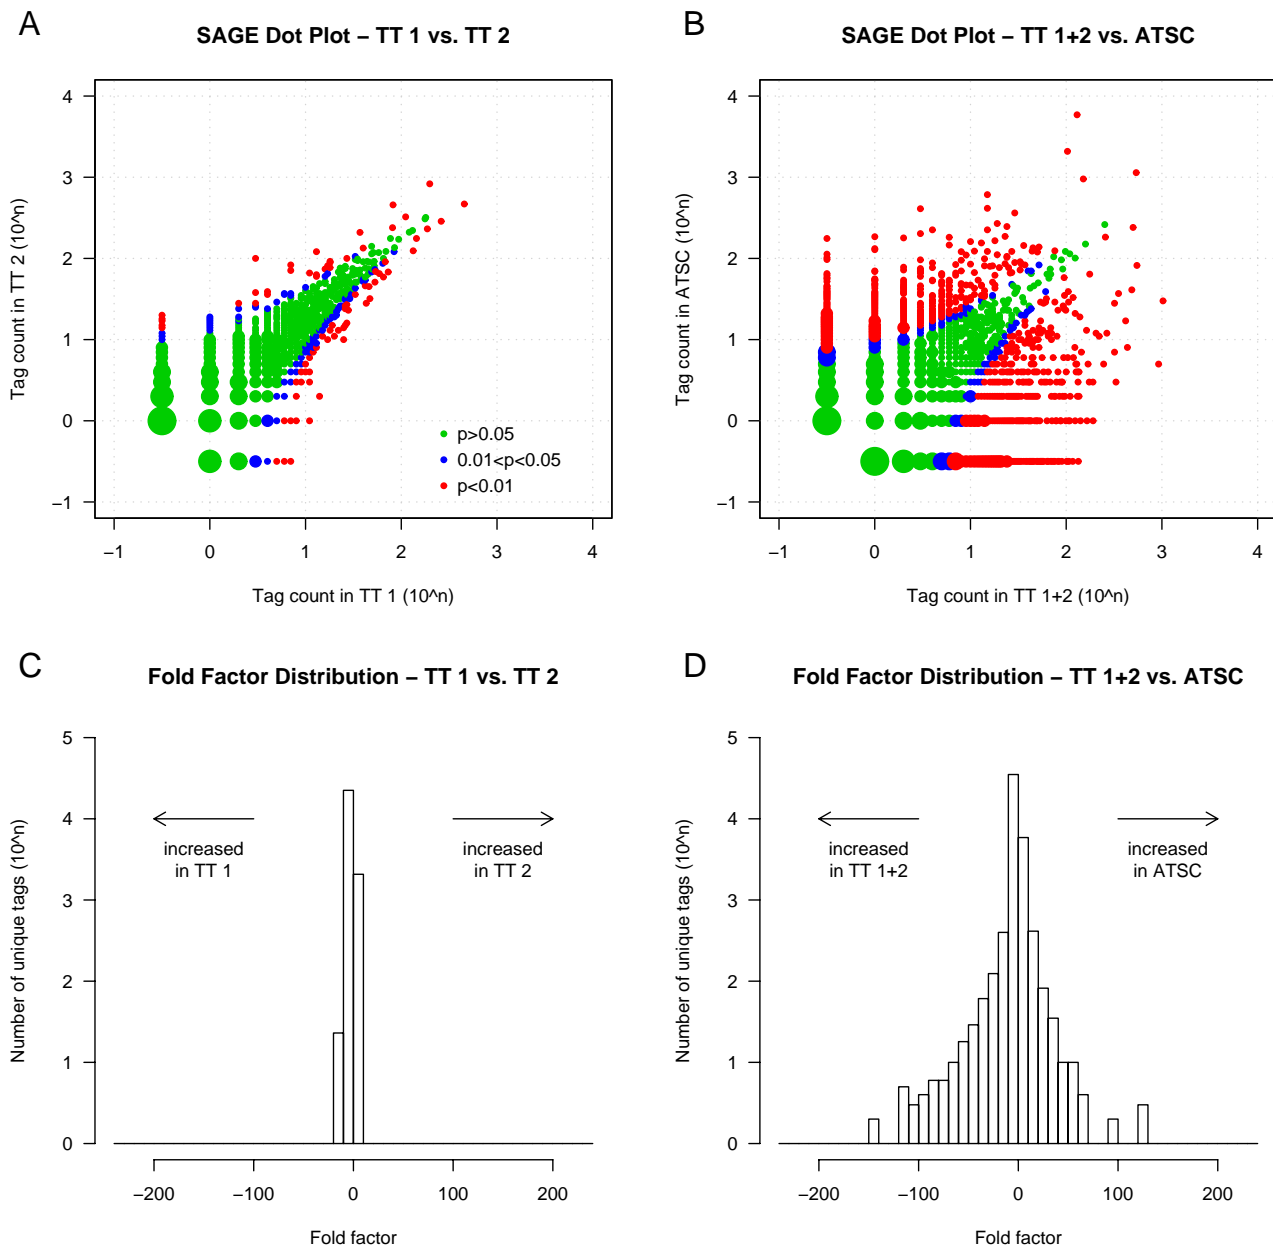 A
SAGE Dot Plot – TT 1 vs. TT 2
4
3
2
1
0
−1
Tag count in TT 2 (10^n)
p>0.05
0.01<p<0.05
p<0.01
−1 0 1 2 3 4
Tag count in TT 1 (10^n)
B
SAGE Dot Plot – TT 1+2 vs. ATSC
4
3
2
1
0
−1
Tag count in ATSC (10^n)
−1 0 1 2 3 4
Tag count in TT 1+2 (10^n)
C
Fold Factor Distribution – TT 1 vs. TT 2
5
4
3
2
1
0
Number of unique tags (10^n)
increased
in TT 1
increased
in TT 2
−200 −100 0 100 200
Fold factor
D
Fold Factor Distribution – TT 1+2 vs. ATSC
5
4
3
2
1
0
Number of unique tags (10^n)
increased
in TT 1+2
increased
in ATSC
−200 −100 0 100 200
Fold factor